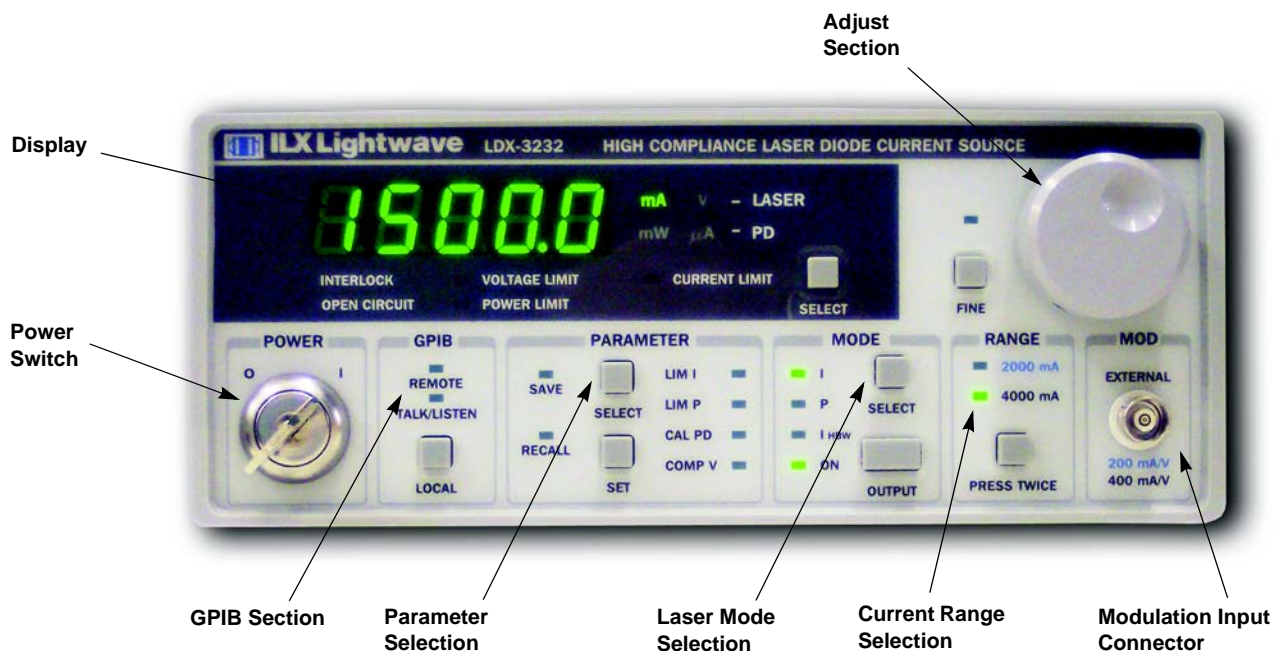 Adjust
Section
Display
ILX Lightwave LDX-3232 HIGH COMPLIANCE LASER DIODE CURRENT SOURCE
1500.0
mA V – LASER
mW µA – PD
INTERLOCK VOLTAGE LIMIT CURRENT LIMIT
OPEN CIRCUIT POWER LIMIT
SELECT
FINE
Power
Switch
POWER
O I
GPIB
REMOTE
TALK/LISTEN
LOCAL
PARAMETER
SAVE
RECALL
SELECT
SET
LIM I
LIM P
CAL PD
COMP V
MODE
I
P
I HBW
ON
SELECT
OUTPUT
RANGE
2000 mA
4000 mA
PRESS TWICE
MOD
EXTERNAL
200 mA/V
400 mA/V
GPIB Section
Parameter
Selection
Laser Mode
Selection
Current Range
Selection
Modulation Input
Connector